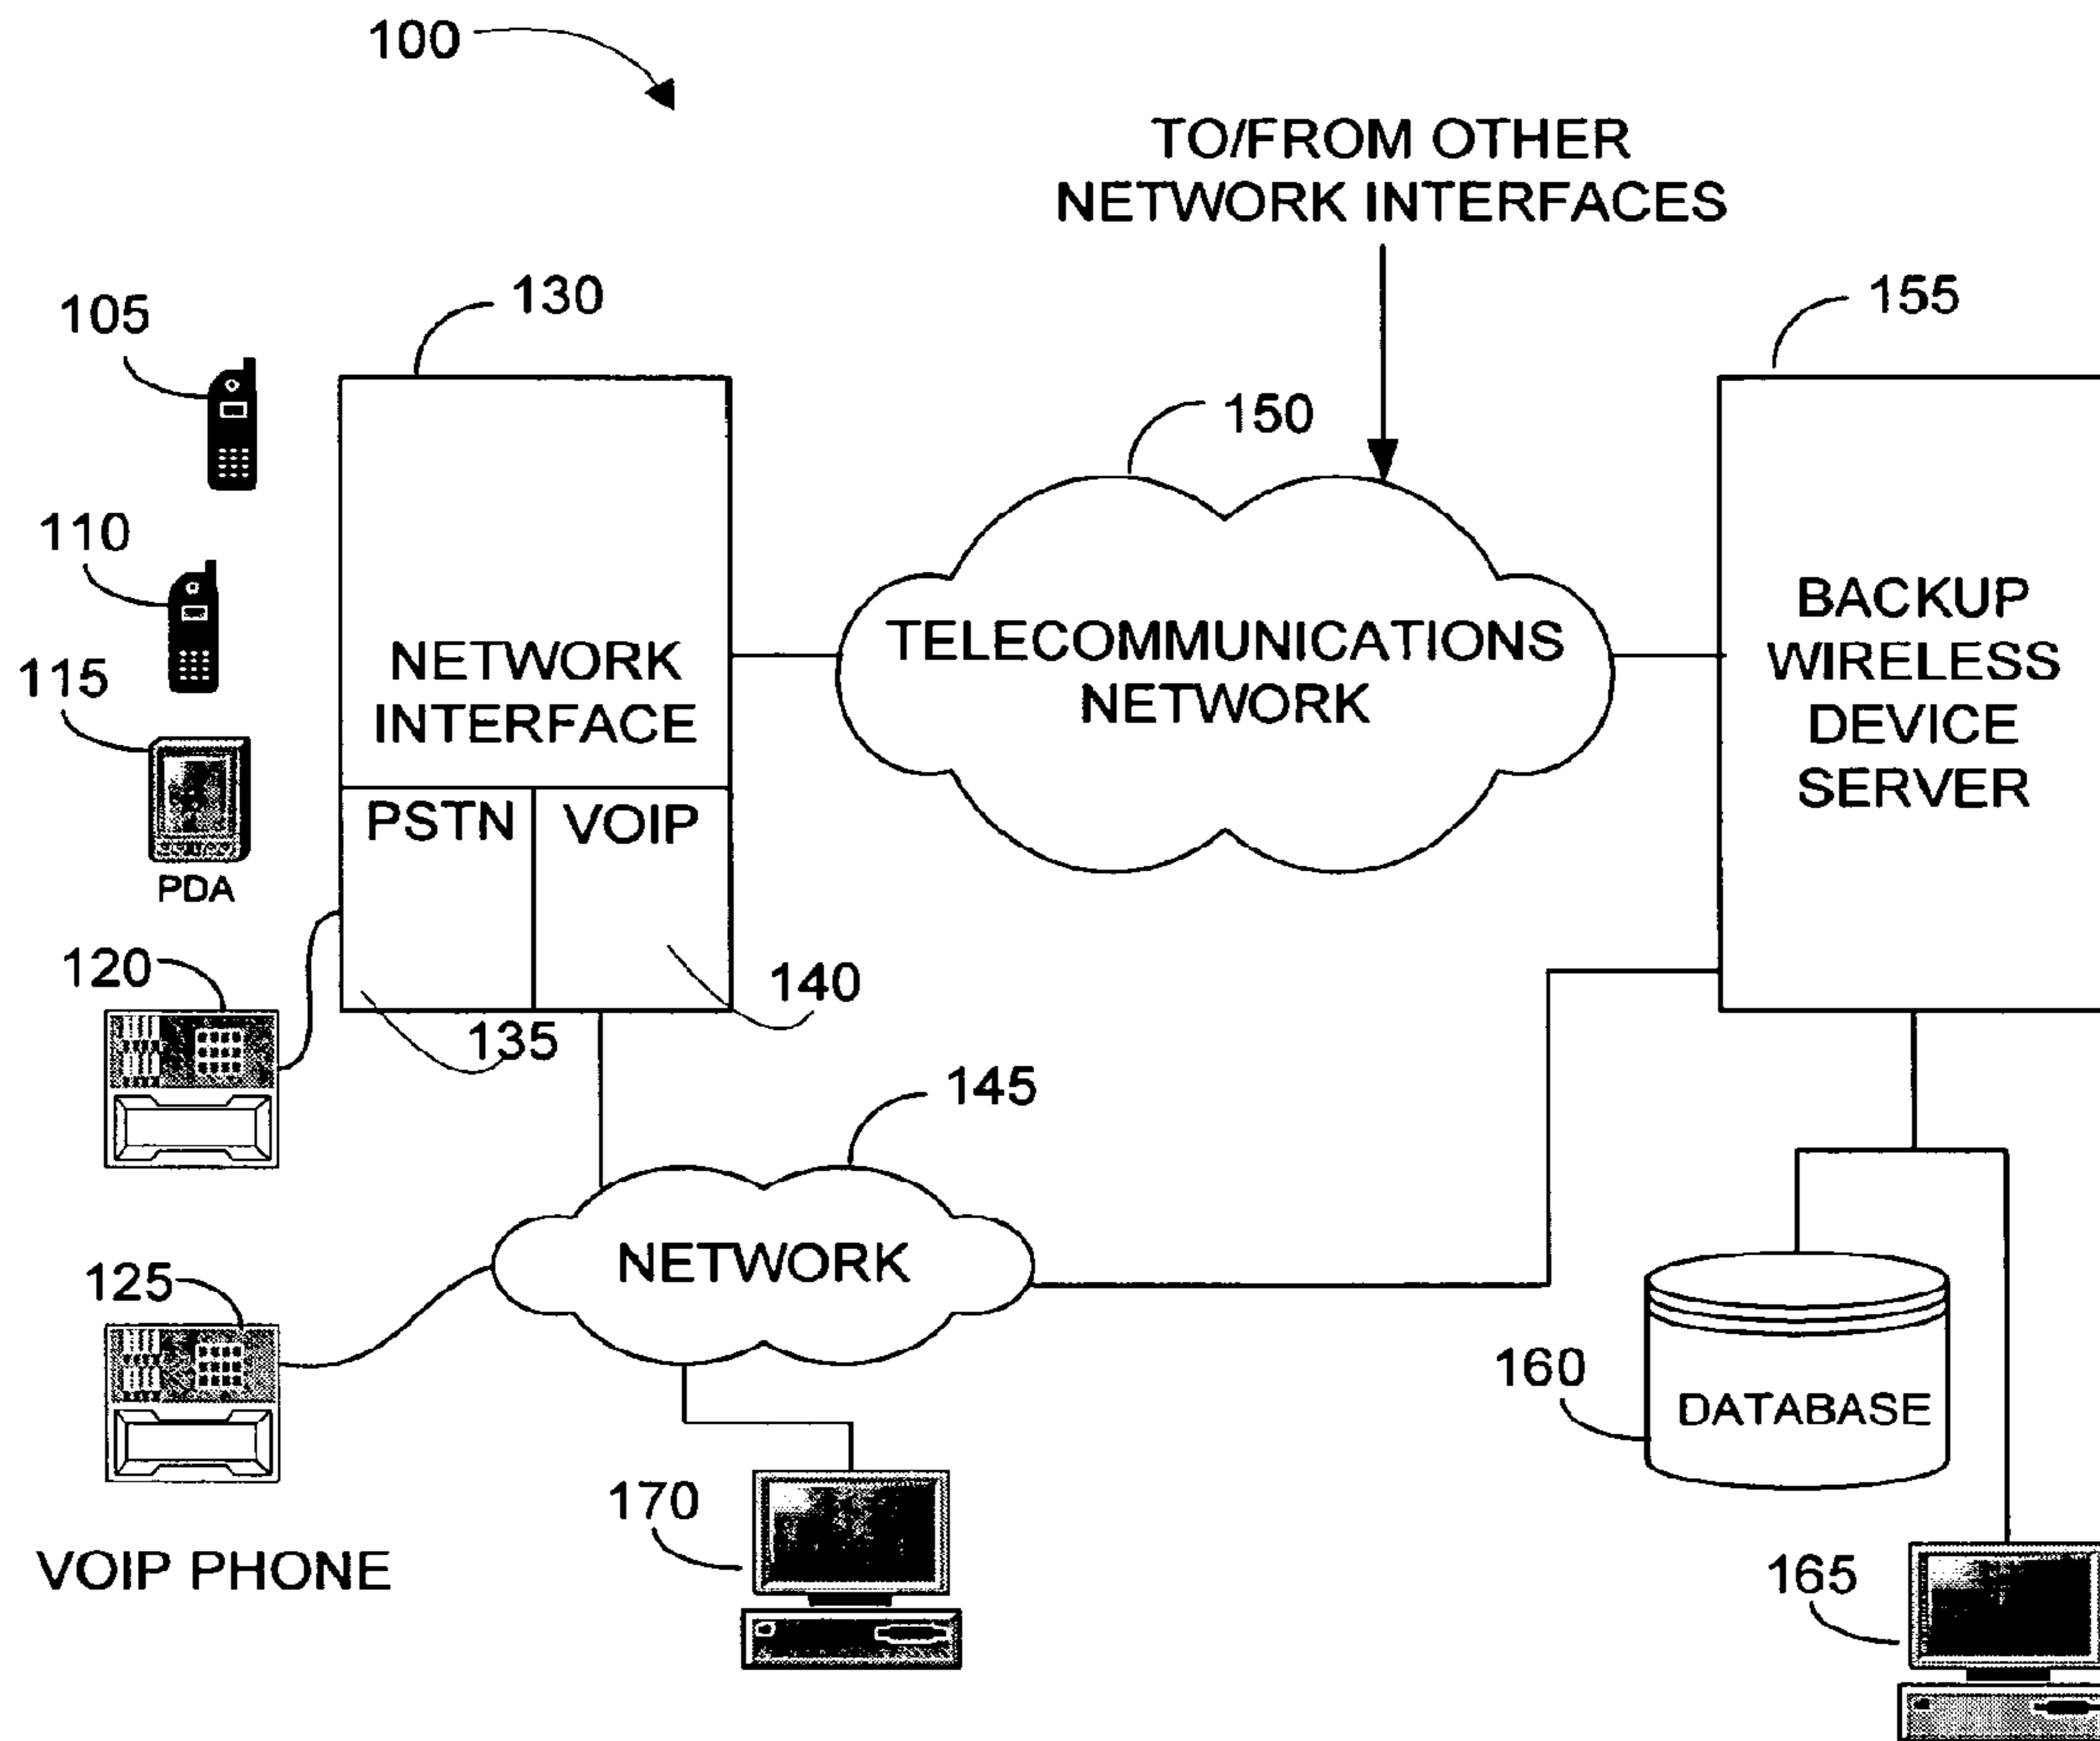 100
TO/FROM OTHER
NETWORK INTERFACES
105
130
155
150
110
115
PDA
NETWORK
INTERFACE
PSTN
VOIP
TELECOMMUNICATIONS
NETWORK
BACKUP
WIRELESS
DEVICE
SERVER
120
135
140
145
NETWORK
125
VOIP PHONE
170
160
DATABASE
165